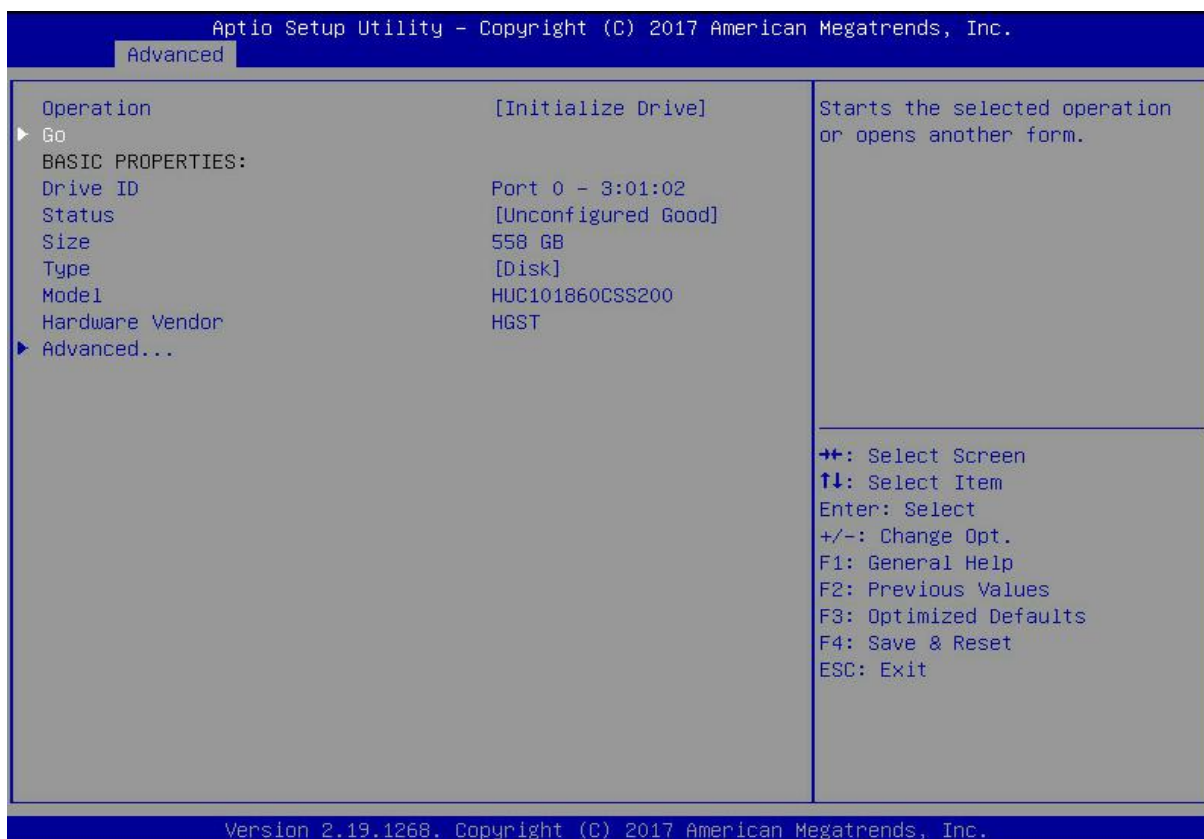 Aptio Setup Utility – Copyright (C) 2017 American Megatrends, Inc.
Advanced
Operation [Initialize Drive]
▶ Go
BASIC PROPERTIES:
Drive ID Port 0 – 3:01:02
Status [Unconfigured Good]
Size 558 GB
Type [Disk]
Model HUC101860CSS200
Hardware Vendor HGST
▶ Advanced...
Starts the selected operation
or opens another form.
→←: Select Screen
↑↓: Select Item
Enter: Select
+/-: Change Opt.
F1: General Help
F2: Previous Values
F3: Optimized Defaults
F4: Save & Reset
ESC: Exit
Version 2.19.1268. Copyright (C) 2017 American Megatrends, Inc.